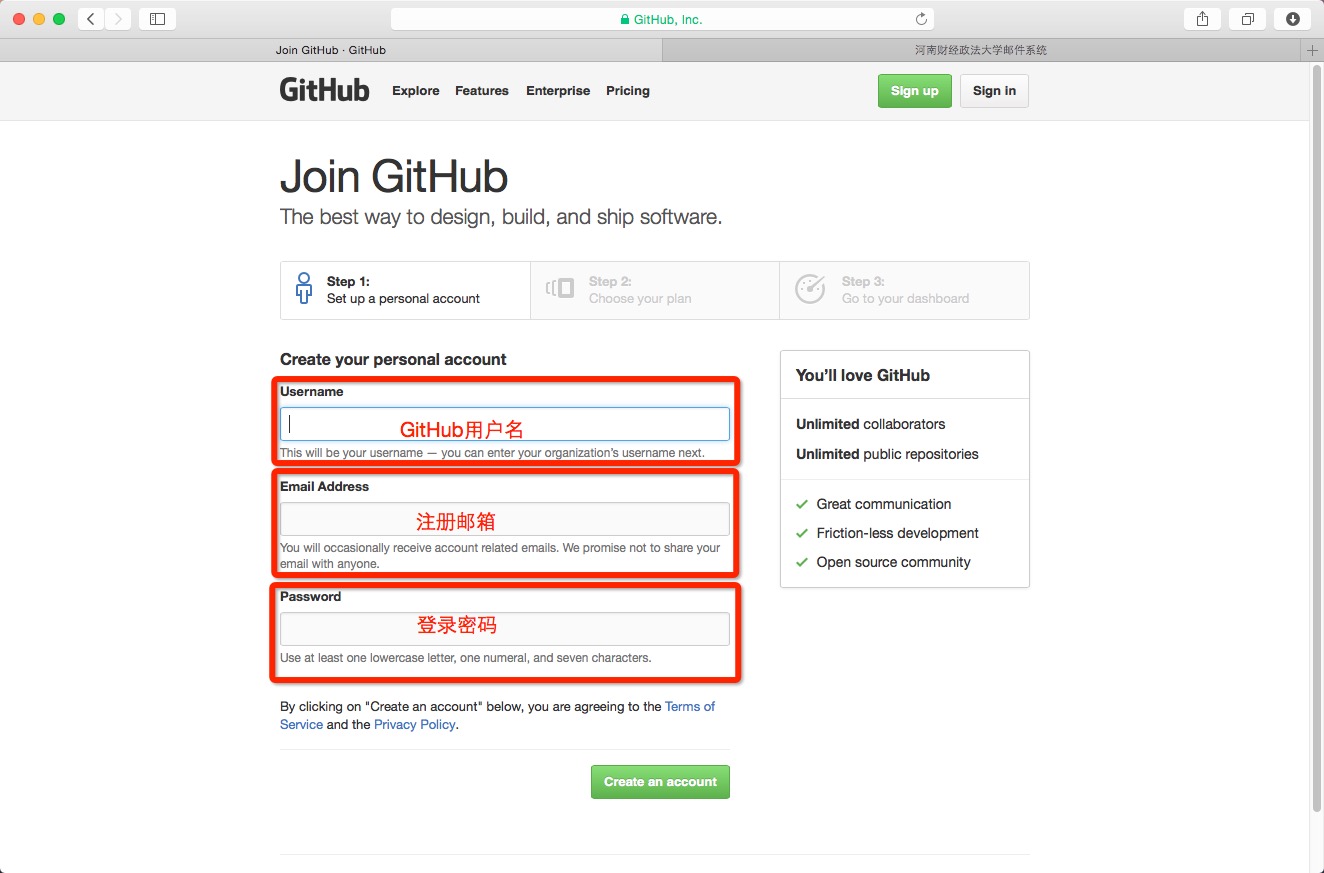 GitHub, Inc.
Join GitHub · GitHub
河南财经政法大学邮件系统
GitHub
Explore
Features
Enterprise
Pricing
Sign up
Sign in
Join GitHub
The best way to design, build, and ship software.
Step 1:
Set up a personal account
Step 2:
Choose your plan
Step 3:
Go to your dashboard
Create your personal account
Username
GitHub用户名
This will be your username — you can enter your organization’s username next.
Email Address
注册邮箱
You will occasionally receive account related emails. We promise not to share your
email with anyone.
Password
登录密码
Use at least one lowercase letter, one numeral, and seven characters.
By clicking on "Create an account" below, you are agreeing to the Terms of
Service and the Privacy Policy.
Create an account
You’ll love GitHub
Unlimited collaborators
Unlimited public repositories
Great communication
Friction-less development
Open source community